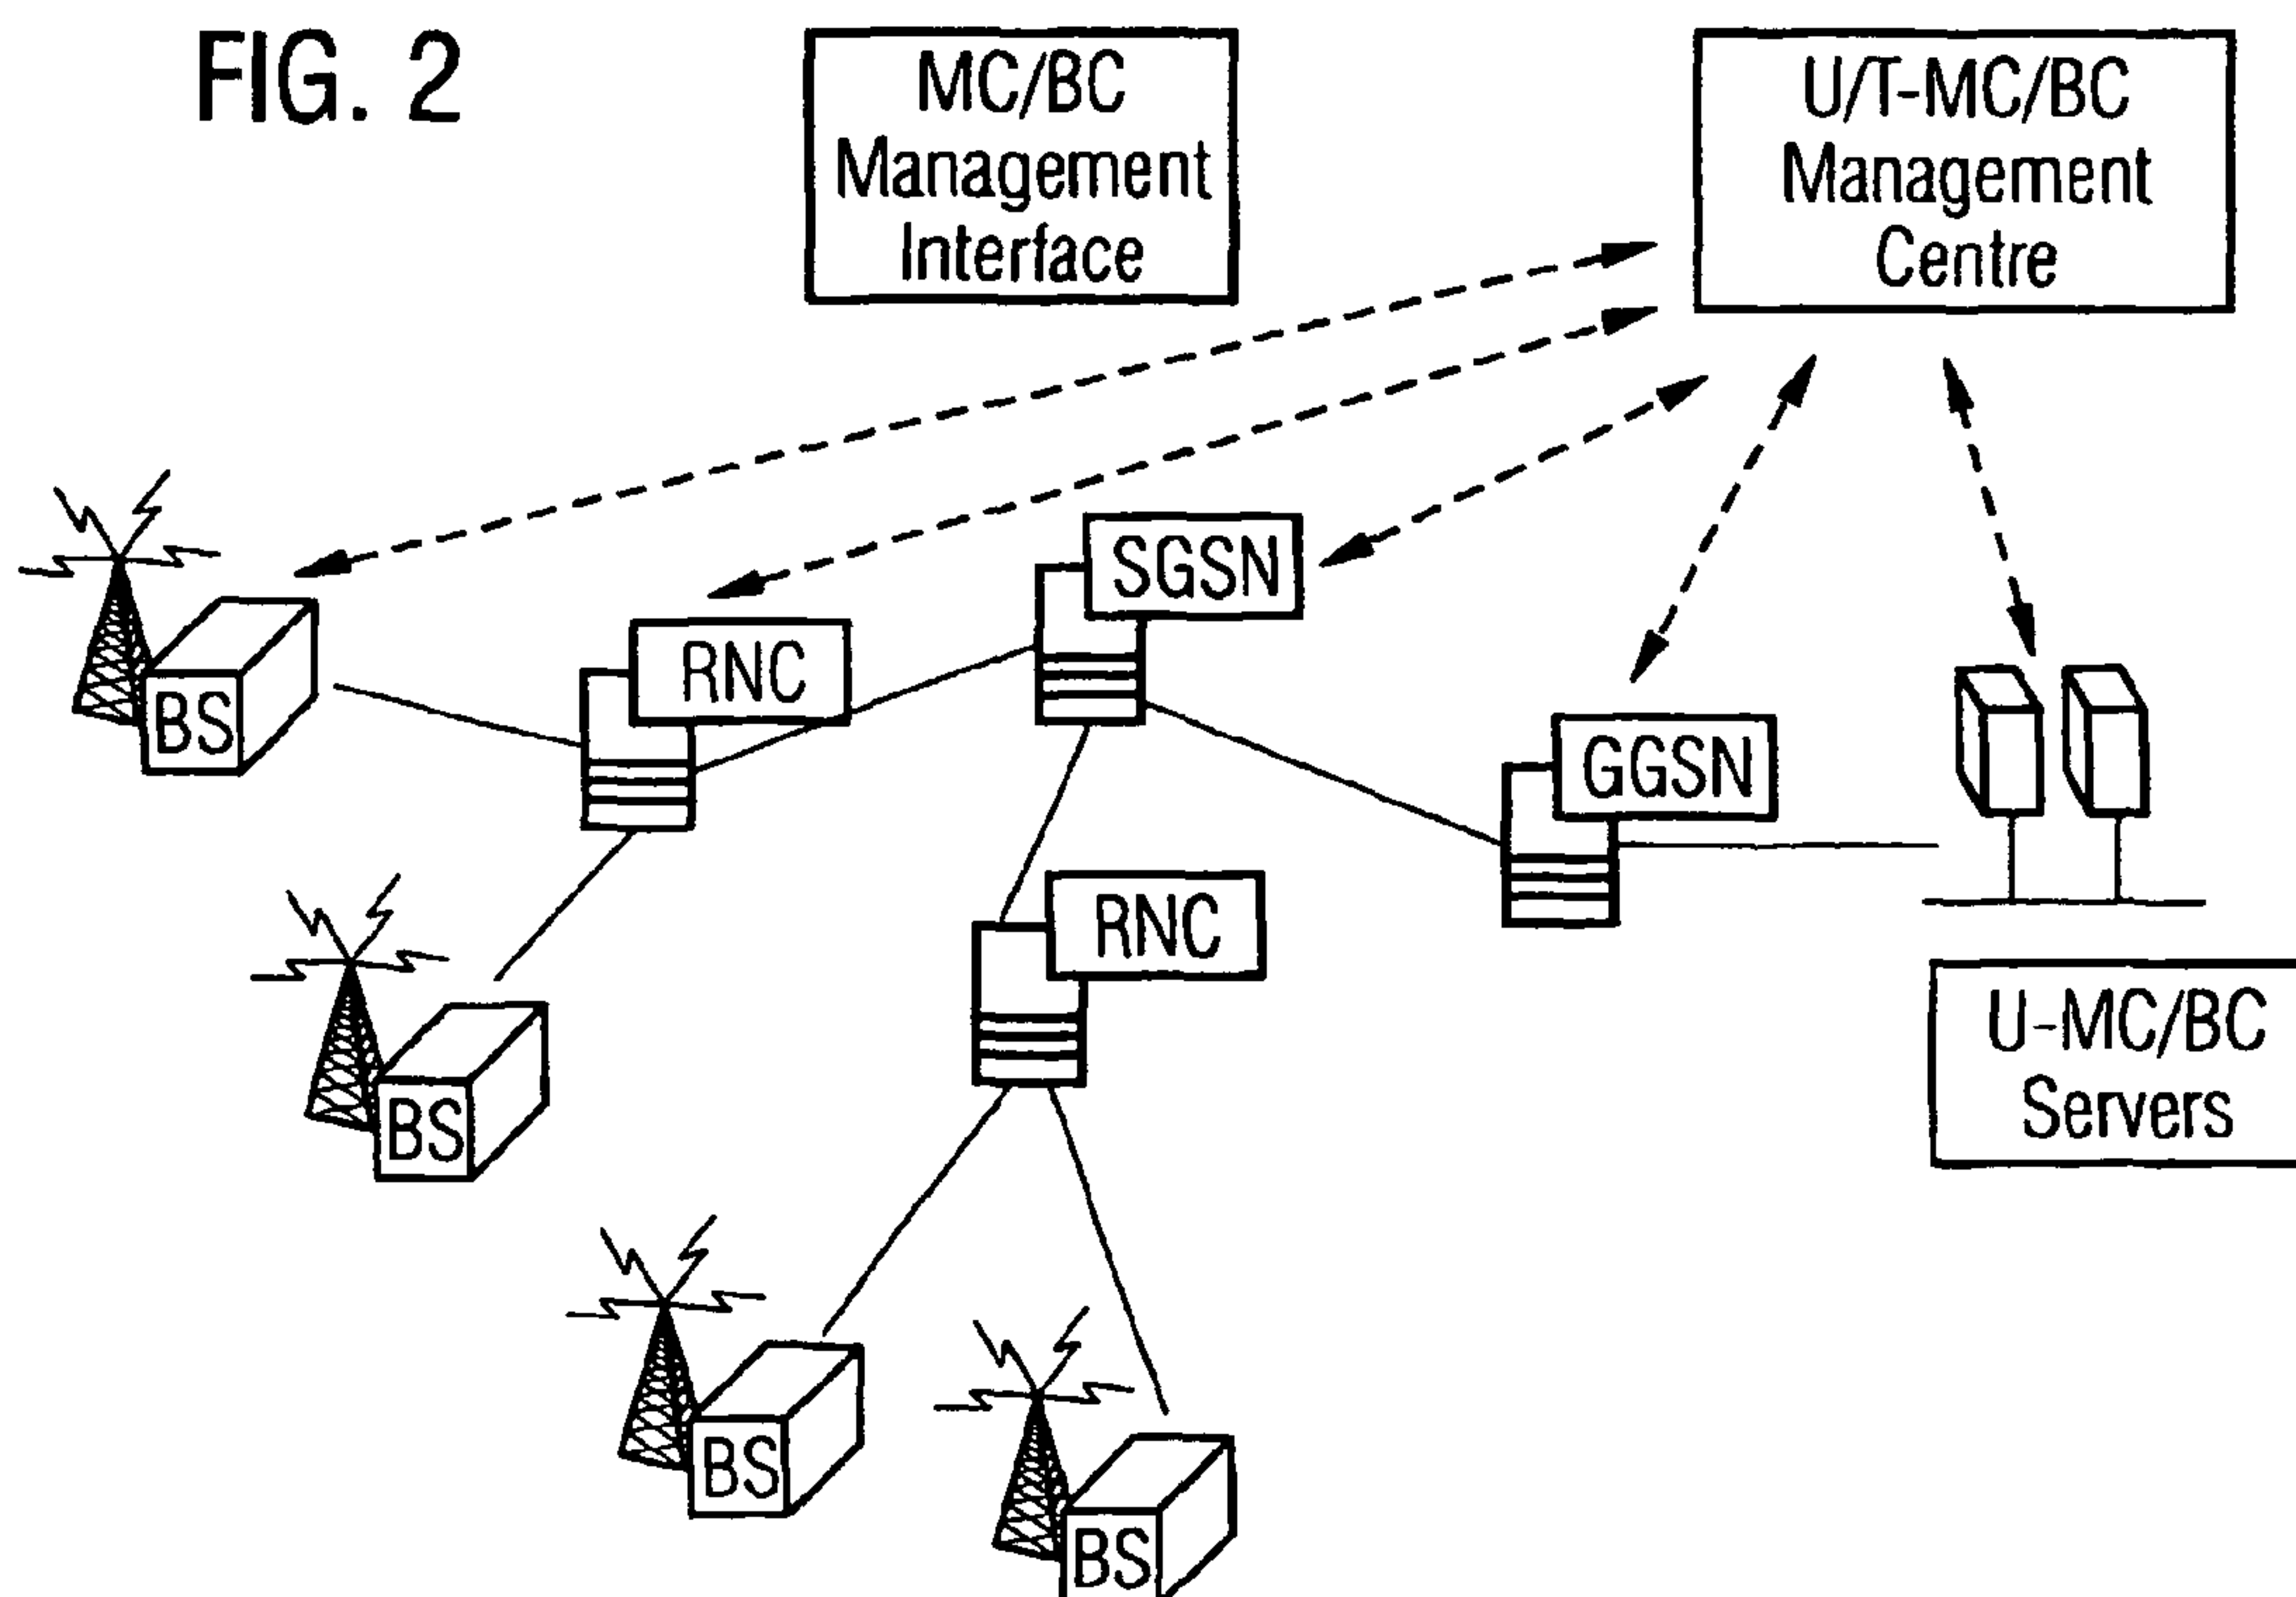 FIG. 2
MC/BC
Management
Interface
U/T-MC/BC
Management
Centre
SGSN
RNC
BS
GGSN
RNC
BS
U-MC/BC
Servers
BS
BS